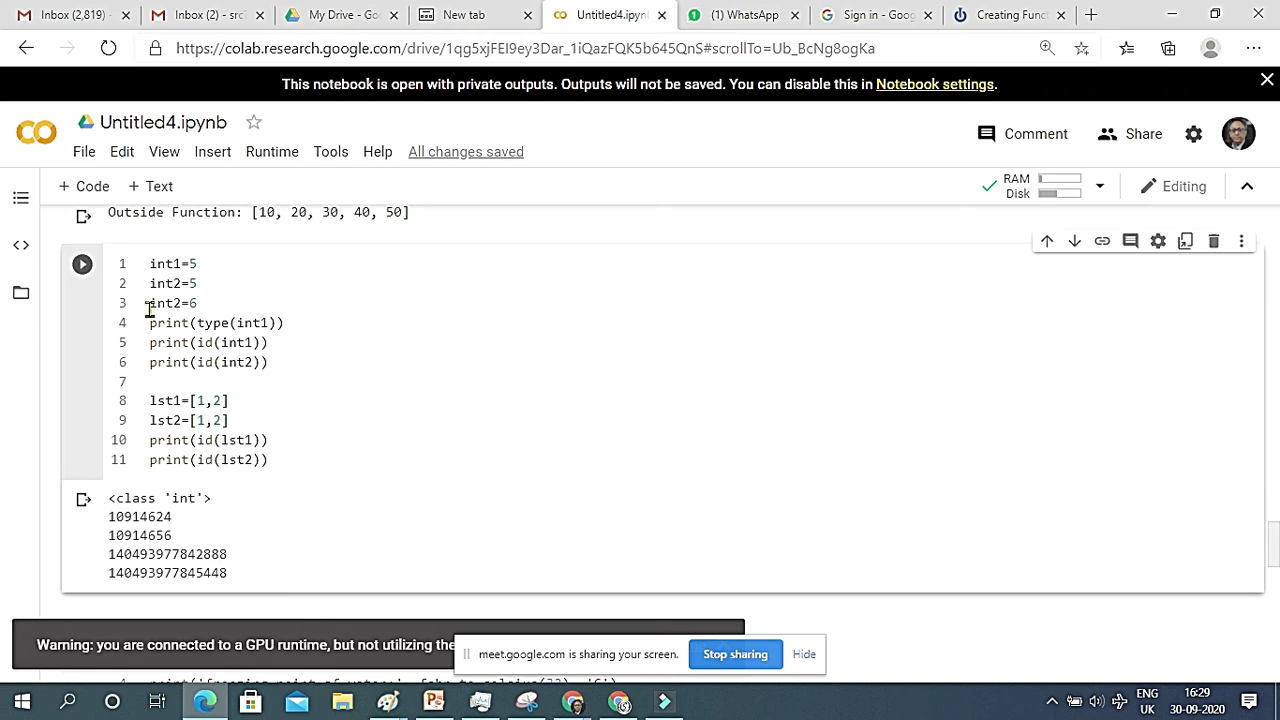 Inbox (2,819)
Inbox (2) - src
My Drive - Go
New tab
Untitled4.ipynb
(1) WhatsApp
Sign in - Goog
Creating Func
https://colab.research.google.com/drive/1qg5xjFEI9ey3Dar_1iQazFQK5b645QnS#scrollTo=Ub_BcNg8ogKa
This notebook is open with private outputs. Outputs will not be saved. You can disable this in Notebook settings.
Untitled4.ipynb
Comment
Share
File Edit View Insert Runtime Tools Help All changes saved
+ Code + Text
RAM
Disk
Editing
Outside Function: [10, 20, 30, 40, 50]
1 int1=5
2 int2=5
3 int2=6
4 print(type(int1))
5 print(id(int1))
6 print(id(int2))
7
8 lst1=[1,2]
9 lst2=[1,2]
10 print(id(lst1))
11 print(id(lst2))
<class 'int'>
10914624
10914656
140493977842888
140493977845448
Warning: you are connected to a GPU runtime, but not utilizing the
meet.google.com is sharing your screen.
Stop sharing
Hide
ENG
UK
16:29
30-09-2020